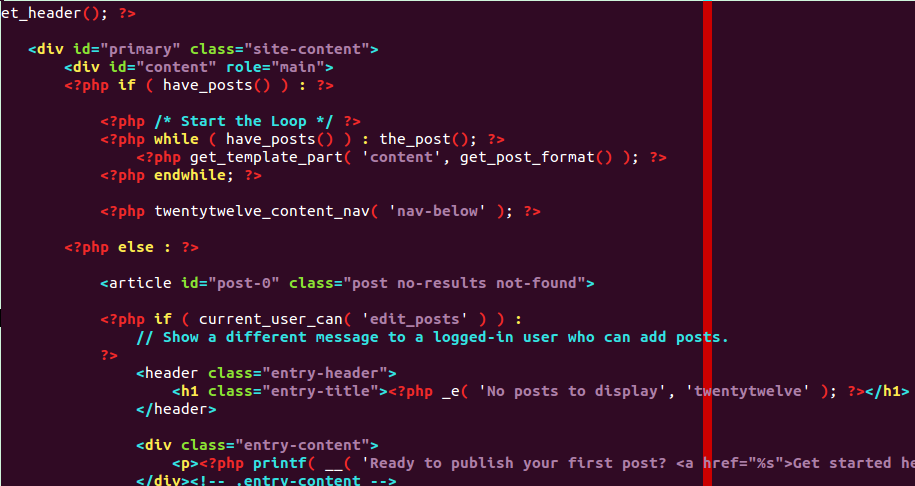 et_header(); ?>
<div id="primary" class="site-content">
<div id="content" role="main">
<?php if ( have_posts() ) : ?>
<?php /* Start the Loop */ ?>
<?php while ( have_posts() ) : the_post(); ?>
<?php get_template_part( 'content', get_post_format() ); ?>
<?php endwhile; ?>
<?php twentytwelve_content_nav( 'nav-below' ); ?>
<?php else : ?>
<article id="post-0" class="post no-results not-found">
<?php if ( current_user_can( 'edit_posts' ) ) :
// Show a different message to a logged-in user who can add posts.
?>
<header class="entry-header">
<h1 class="entry-title"><?php _e( 'No posts to display', 'twentytwelve' ); ?></h1>
</header>
<div class="entry-content">
<p><?php printf( __( 'Ready to publish your first post? <a href="%s">Get started he
</div><!-- .entry-content -->